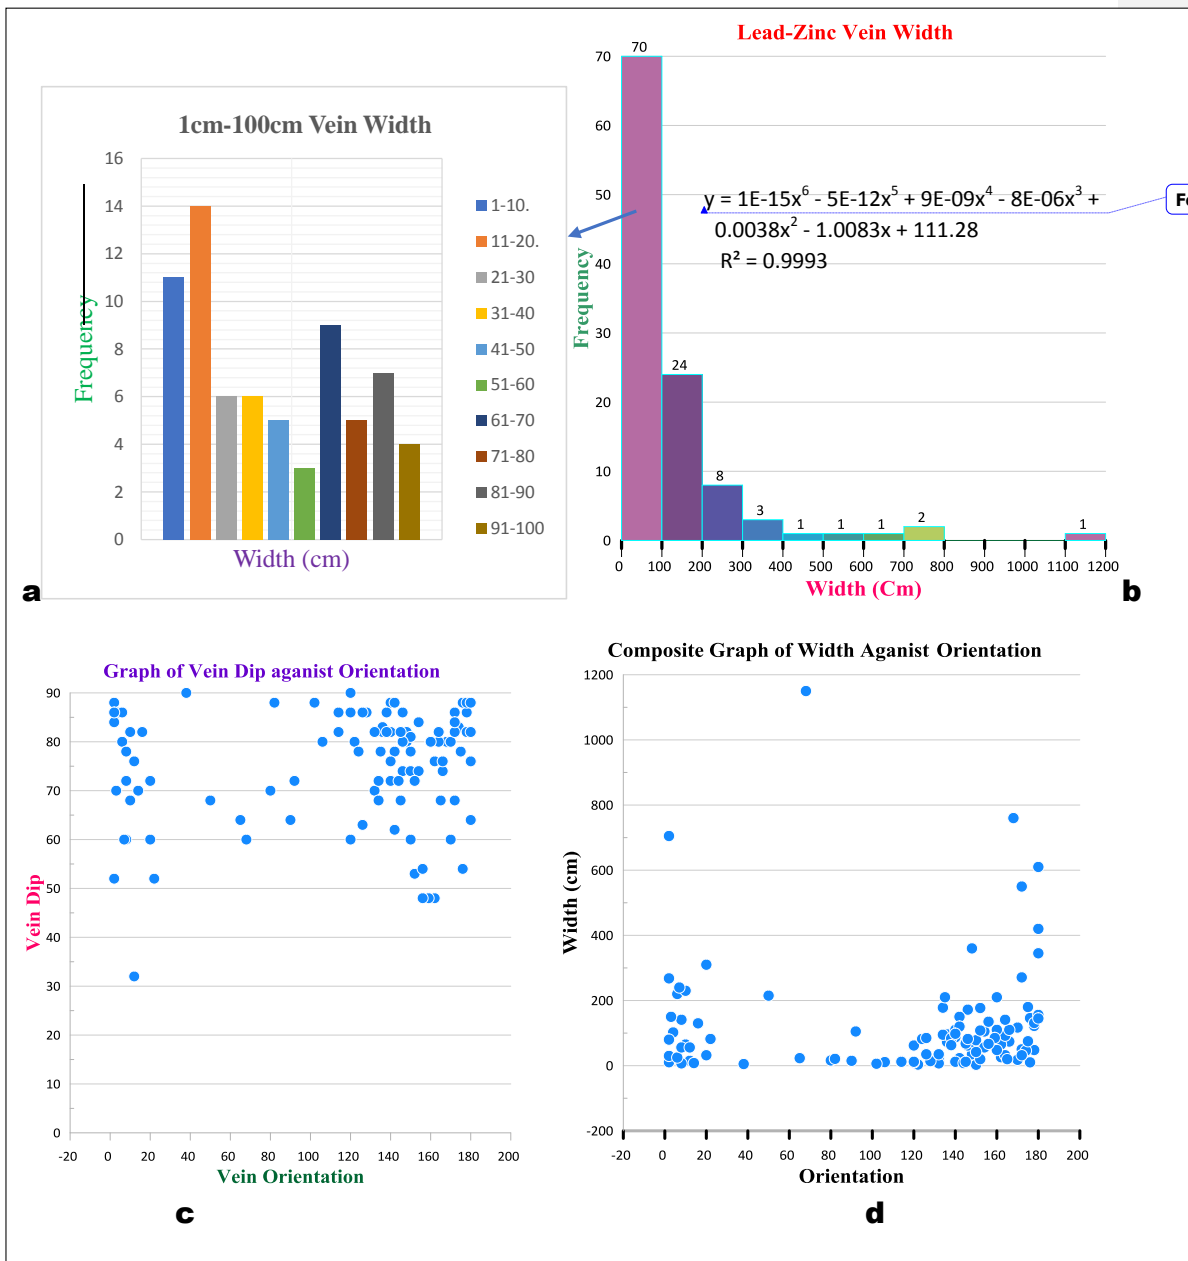 1cm-100cm Vein Width
16
14
12
10
8
6
4
2
0
Frequency
Width (cm)
1-10.
11-20.
21-30
31-40
41-50
51-60
61-70
71-80
81-90
91-100
a
Lead-Zinc Vein Width
70
60
50
40
30
20
10
0
Frequency
70
24
8
3
1
1
1
2
1
y = 1E-15x⁶ - 5E-12x⁵ + 9E-09x⁴ - 8E-06x³ +
0.0038x² - 1.0083x + 111.28
R² = 0.9993
0 100 200 300 400 500 600 700 800 900 1000 1100 1200
Width (Cm)
b
Graph of Vein Dip aganist Orientation
90
80
70
60
50
40
30
20
10
0
Vein Dip
-20 0 20 40 60 80 100 120 140 160 180 200
Vein Orientation
c
Composite Graph of Width Aganist Orientation
1200
1000
800
600
400
200
0
-200
Width (cm)
-20 0 20 40 60 80 100 120 140 160 180 200
Orientation
d